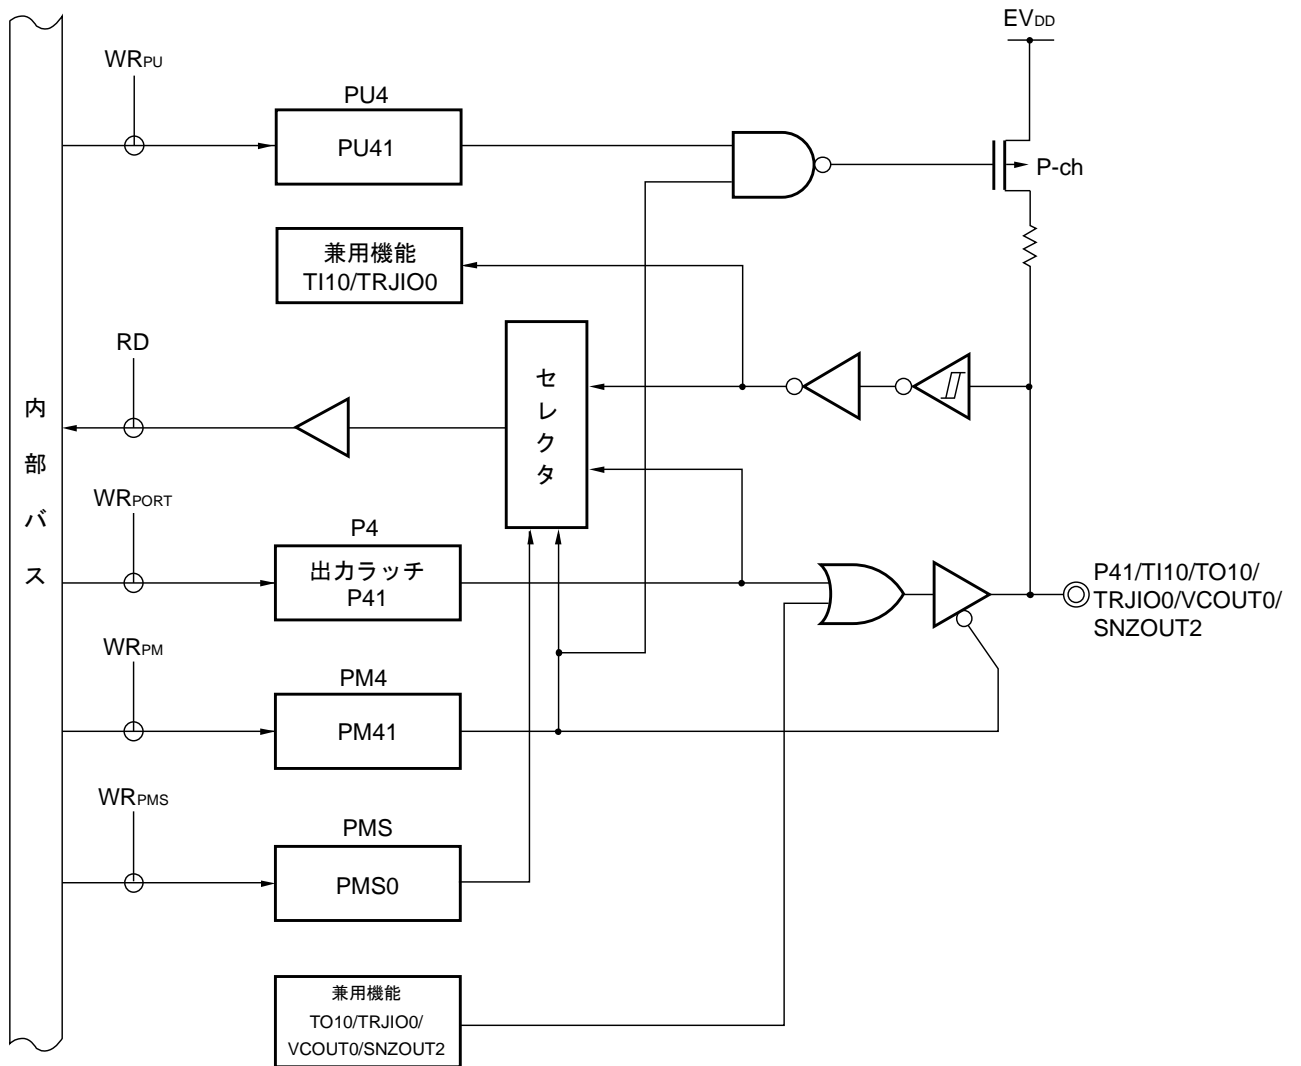 EVDD
WRPU
PU4
PU41
P-ch
兼用機能
TI10/TRJIO0
RD
セレクタ
内部バス
WRPORT
P4
出力ラッチ
P41
P41/TI10/TO10/
TRJIO0/VCOUT0/
SNZOUT2
WRPM
PM4
PM41
WRPMS
PMS
PMS0
兼用機能
TO10/TRJIO0/
VCOUT0/SNZOUT2